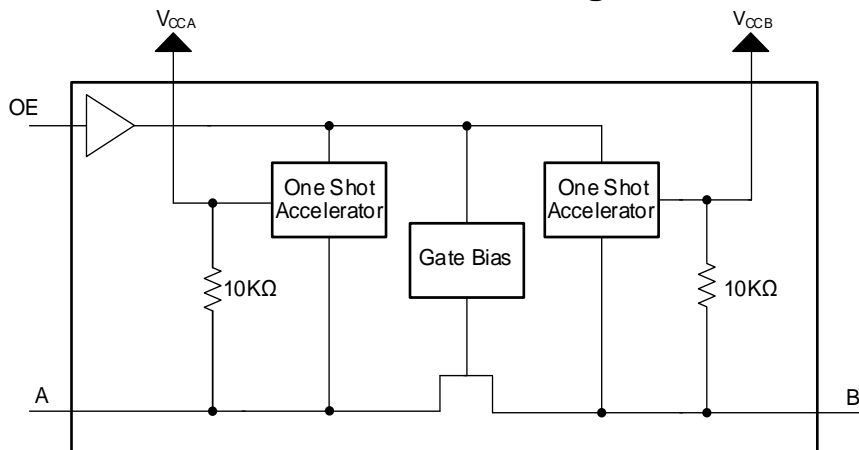 VCCA
VCCB
OE
One Shot
Accelerator
One Shot
Accelerator
Gate Bias
10KΩ
10KΩ
A
B